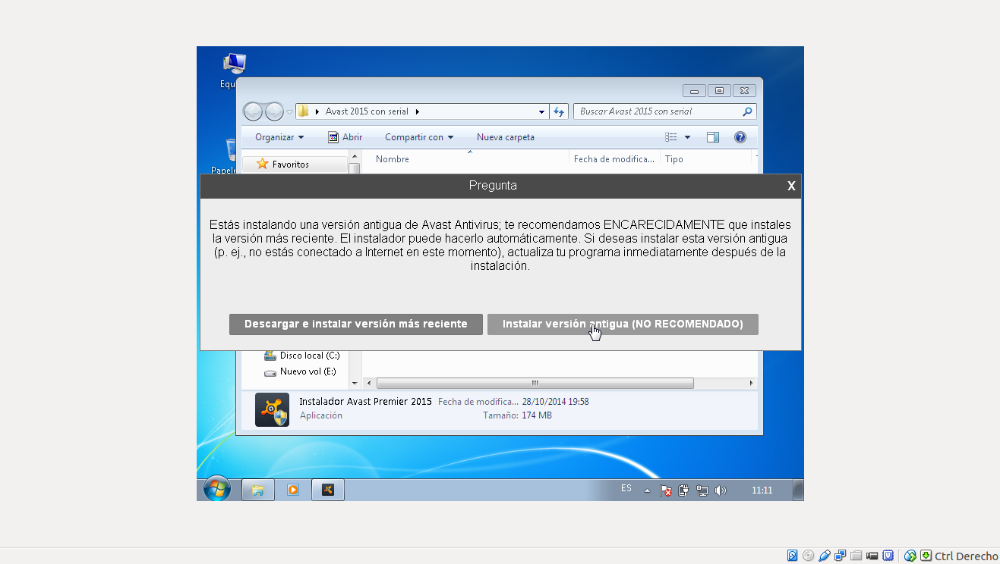 Equ
Avast 2015 con serial
Buscar Avast 2015 con serial
Organizar
Abrir
Compartir con
Nueva carpeta
Papele
Favoritos
Nombre
Fecha de modifica...
Tipo
Pregunta
X
Estás instalando una versión antigua de Avast Antivirus; te recomendamos ENCARECIDAMENTE que instales
la versión más reciente. El instalador puede hacerlo automáticamente. Si deseas instalar esta versión antigua
(p. ej., no estás conectado a Internet en este momento), actualiza tu programa inmediatamente después de la
instalación.
Descargar e instalar versión más reciente
Instalar versión antigua (NO RECOMENDADO)
Disco local (C:)
Nuevo vol (E:)
Instalador Avast Premier 2015 Fecha de modifica... 28/10/2014 19:58
Aplicación Tamaño: 174 MB
ES
11:11
Ctrl Derecho